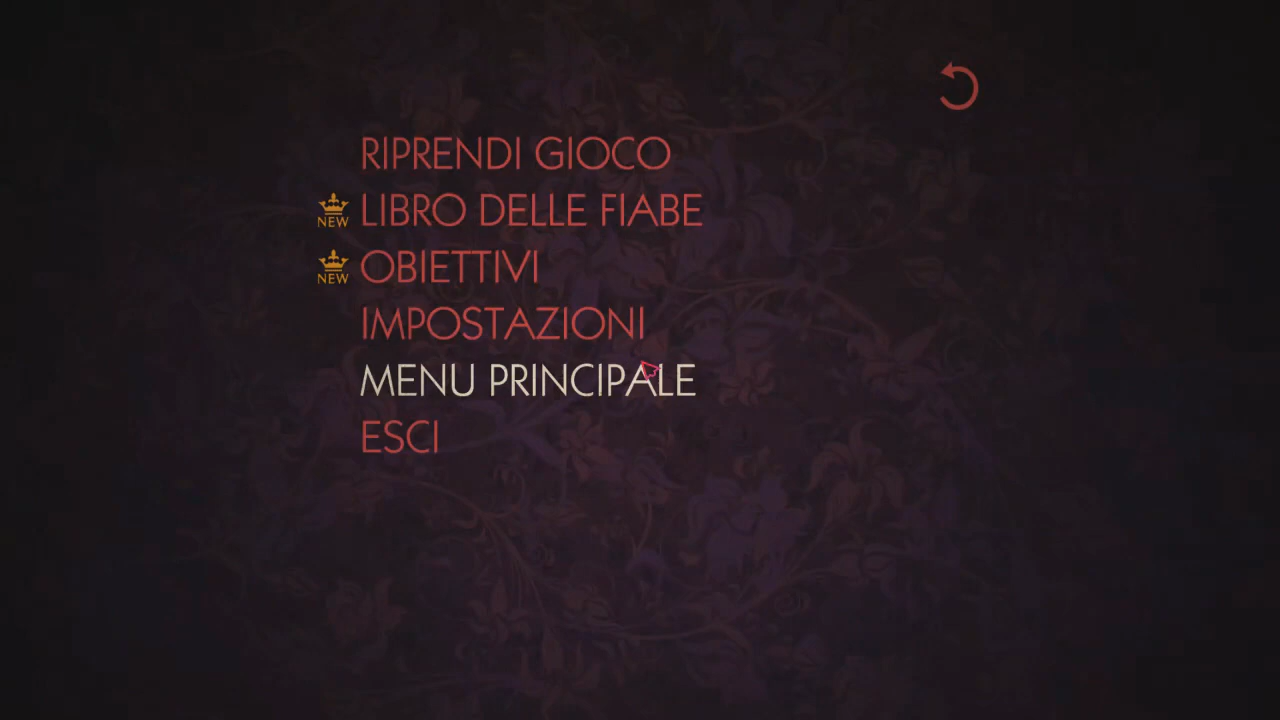 RIPRENDI GIOCO
NEW LIBRO DELLE FIABE
NEW OBIETTIVI
IMPOSTAZIONI
MENU PRINCIPALE
ESCI